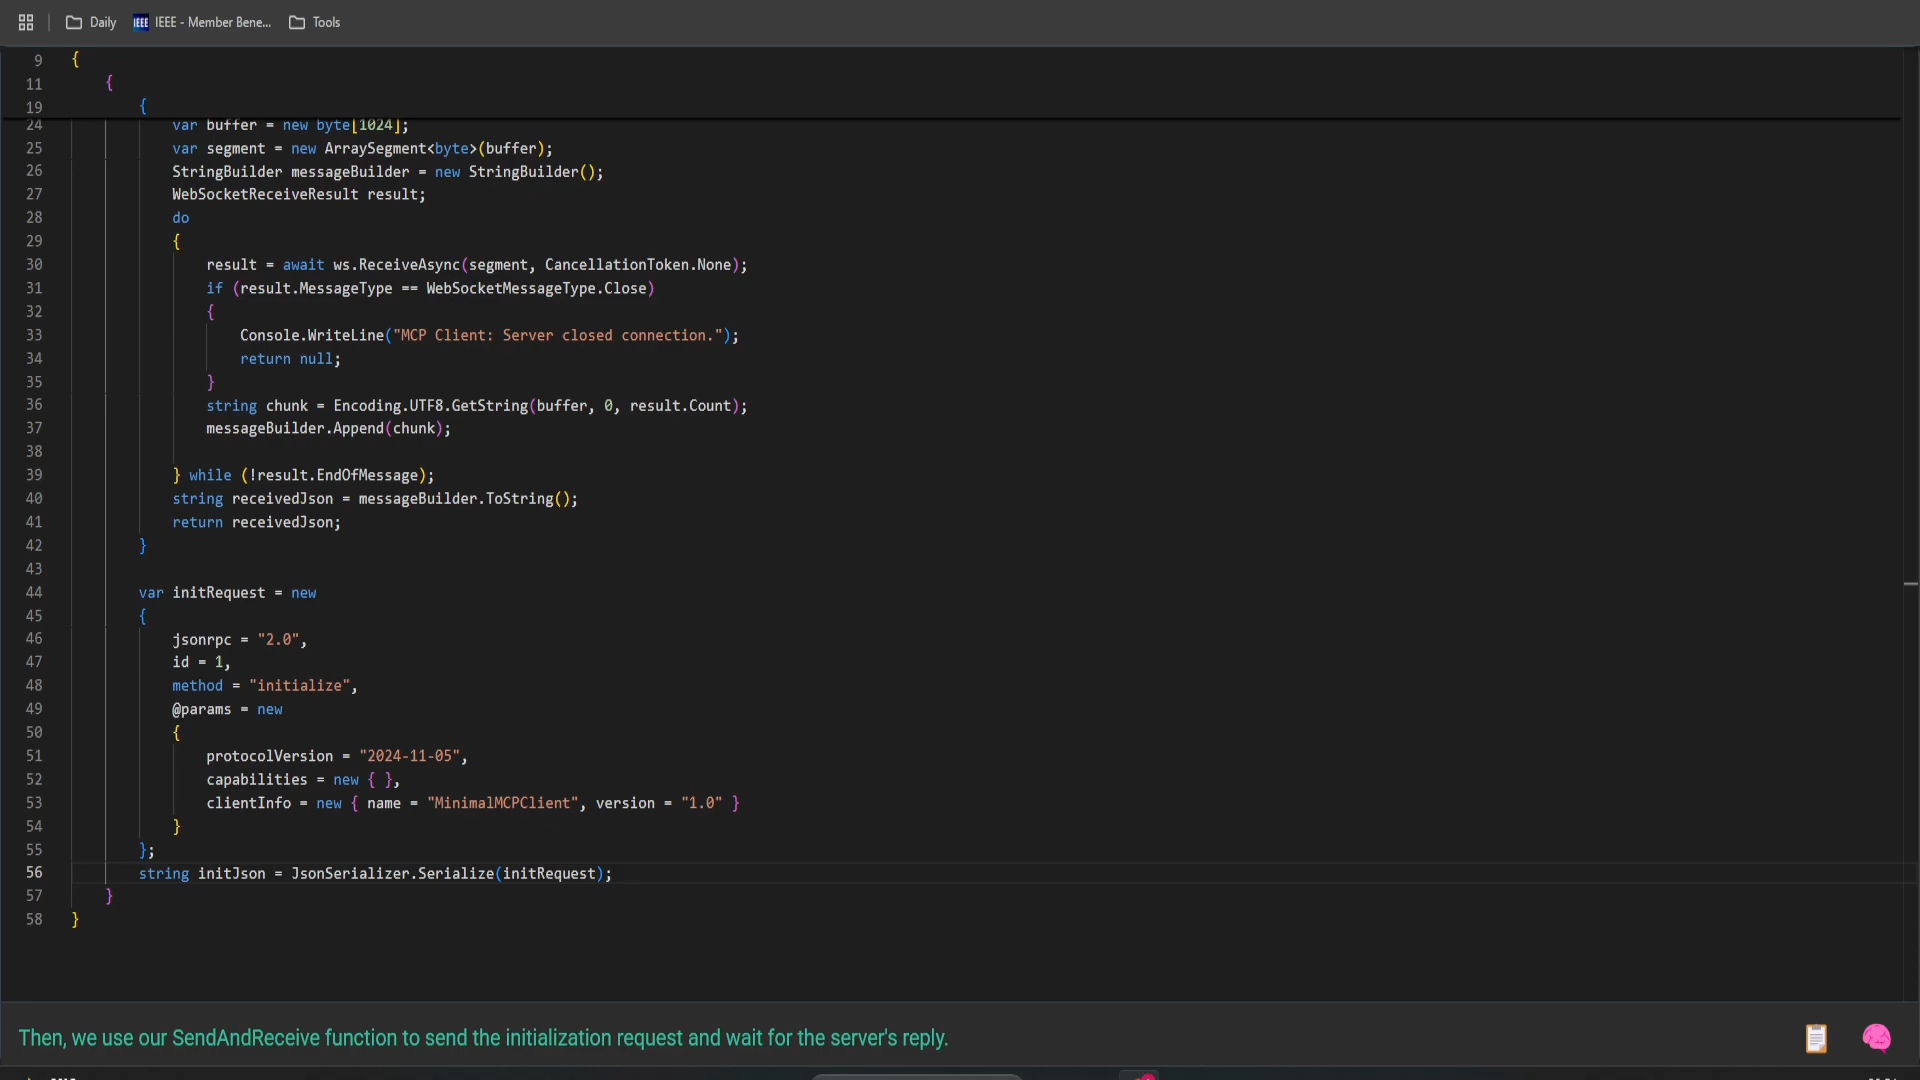 Daily IEEE IEEE - Member Bene... Tools
9 {
11 {
19 {
24 var buffer = new byte[1024];
25 var segment = new ArraySegment<byte>(buffer);
26 StringBuilder messageBuilder = new StringBuilder();
27 WebSocketReceiveResult result;
28 do
29 {
30 result = await ws.ReceiveAsync(segment, CancellationToken.None);
31 if (result.MessageType == WebSocketMessageType.Close)
32 {
33 Console.WriteLine("MCP Client: Server closed connection.");
34 return null;
35 }
36 string chunk = Encoding.UTF8.GetString(buffer, 0, result.Count);
37 messageBuilder.Append(chunk);
38
39 } while (!result.EndOfMessage);
40 string receivedJson = messageBuilder.ToString();
41 return receivedJson;
42 }
43
44 var initRequest = new
45 {
46 jsonrpc = "2.0",
47 id = 1,
48 method = "initialize",
49 @params = new
50 {
51 protocolVersion = "2024-11-05",
52 capabilities = new { },
53 clientInfo = new { name = "MinimalMCPClient", version = "1.0" }
54 }
55 };
56 string initJson = JsonSerializer.Serialize(initRequest);
57 }
58 }
Then, we use our SendAndReceive function to send the initialization request and wait for the server's reply.